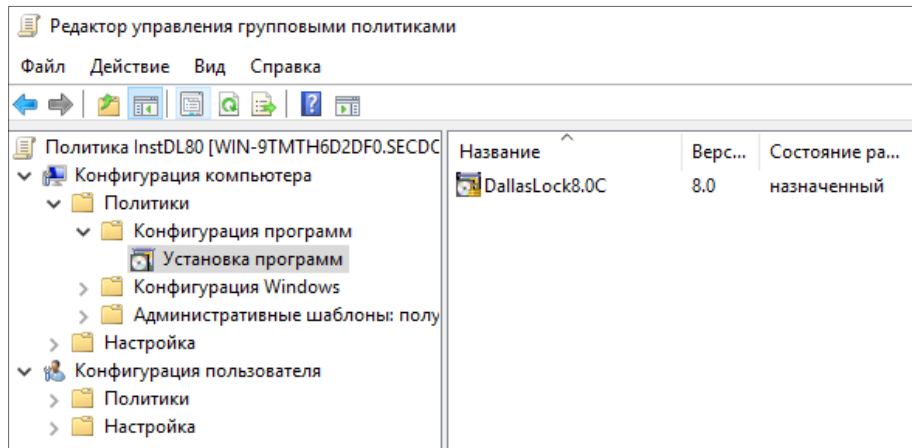 Редактор управления групповыми политиками
Файл Действие Вид Справка
Политика InstDL80 [WIN-9TMTH6D2DF0.SECDC
Конфигурация компьютера
Политики
Конфигурация программ
Установка программ
Конфигурация Windows
Административные шаблоны: полу
Настройка
Конфигурация пользователя
Политики
Настройка
Название Верс... Состояние ра...
DallasLock8.0C 8.0 назначенный